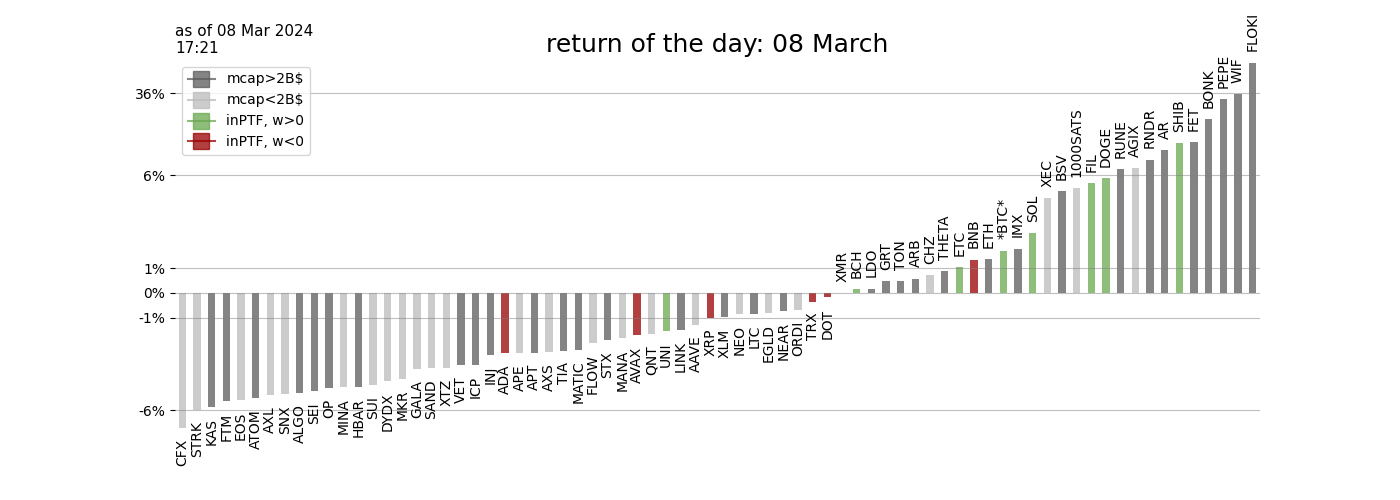 as of 08 Mar 2024
17:21
return of the day: 08 March
mcap>2B$
mcap<2B$
inPTF, w>0
inPTF, w<0
36%
6%
1%
0%
-1%
-6%
CFX
STRK
KAS
FTM
EOS
ATOM
AXL
SNX
ALGO
SEI
OP
MINA
HBAR
SUI
DYDX
MKR
GALA
SAND
XTZ
VET
ICP
INJ
ADA
APE
APT
AXS
TIA
MATIC
FLOW
STX
MANA
AVAX
QNT
UNI
LINK
AAVE
XRP
XLM
NEO
LTC
EGLD
NEAR
ORDI
TRX
DOT
XMR
BCH
LDO
GRT
TON
ARB
CHZ
THETA
ETC
BNB
ETH
*BTC*
IMX
SOL
XEC
BSV
1000SATS
FIL
DOGE
RUNE
AGIX
RNDR
AR
SHIB
FET
BONK
PEPE
WIF
FLOKI